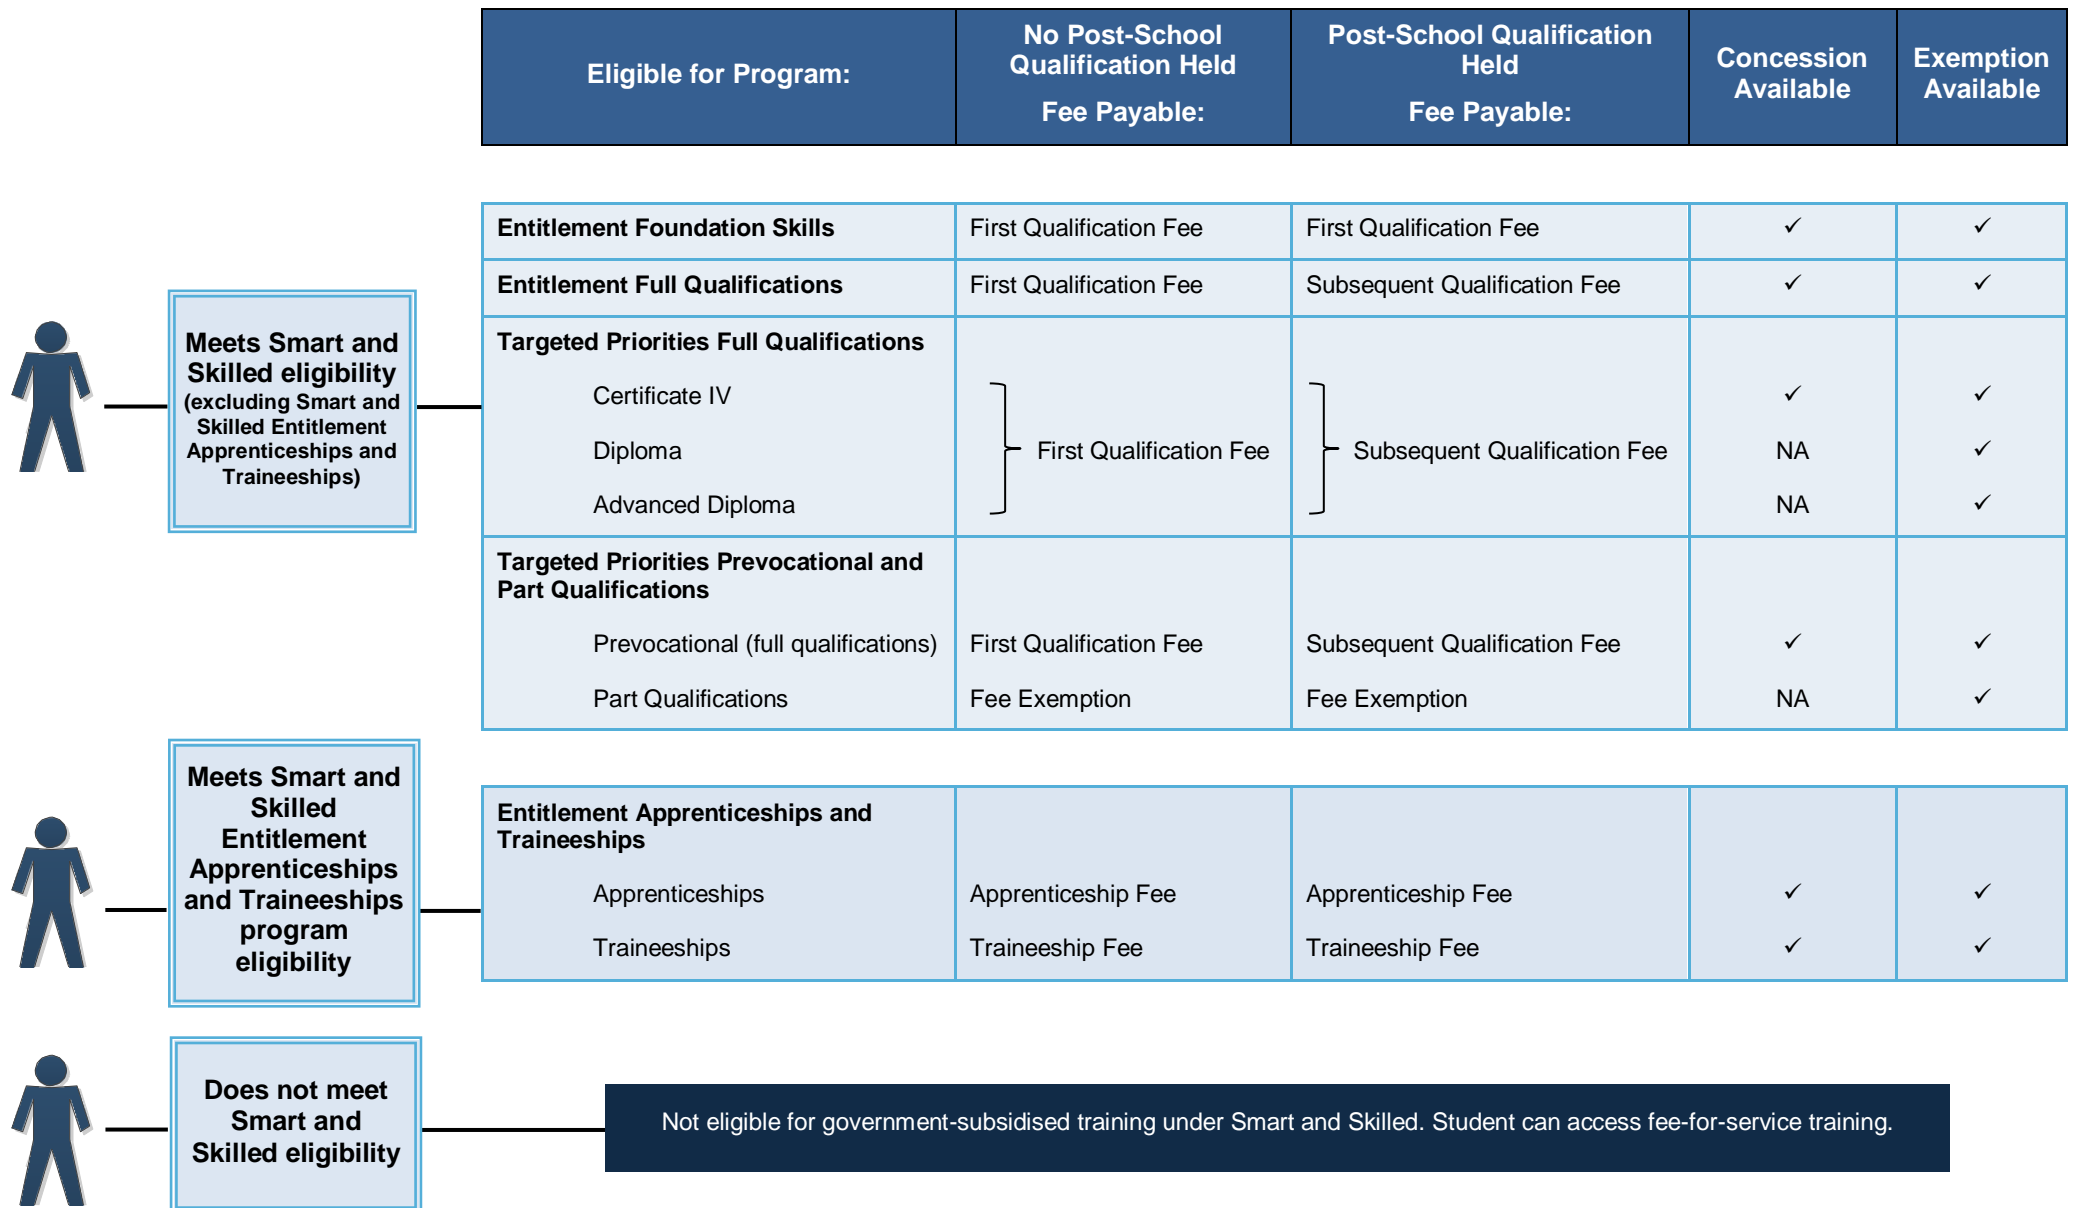 Eligible for Program:
No Post-School
Qualification Held
Fee Payable:
Post-School Qualification
Held
Fee Payable:
Concession
Available
Exemption
Available
Meets Smart and
Skilled eligibility
(excluding Smart and
Skilled Entitlement
Apprenticeships and
Traineeships)
Entitlement Foundation Skills
First Qualification Fee
First Qualification Fee
✓
✓
Entitlement Full Qualifications
First Qualification Fee
Subsequent Qualification Fee
✓
✓
Targeted Priorities Full Qualifications
Certificate IV
✓
✓
Diploma
First Qualification Fee
Subsequent Qualification Fee
NA
✓
Advanced Diploma
NA
✓
Targeted Priorities Prevocational and
Part Qualifications
Prevocational (full qualifications)
First Qualification Fee
Subsequent Qualification Fee
✓
✓
Part Qualifications
Fee Exemption
Fee Exemption
NA
✓
Meets Smart and
Skilled
Entitlement
Apprenticeships
and Traineeships
program
eligibility
Entitlement Apprenticeships and
Traineeships
Apprenticeships
Apprenticeship Fee
Apprenticeship Fee
✓
✓
Traineeships
Traineeship Fee
Traineeship Fee
✓
✓
Does not meet
Smart and
Skilled eligibility
Not eligible for government-subsidised training under Smart and Skilled. Student can access fee-for-service training.